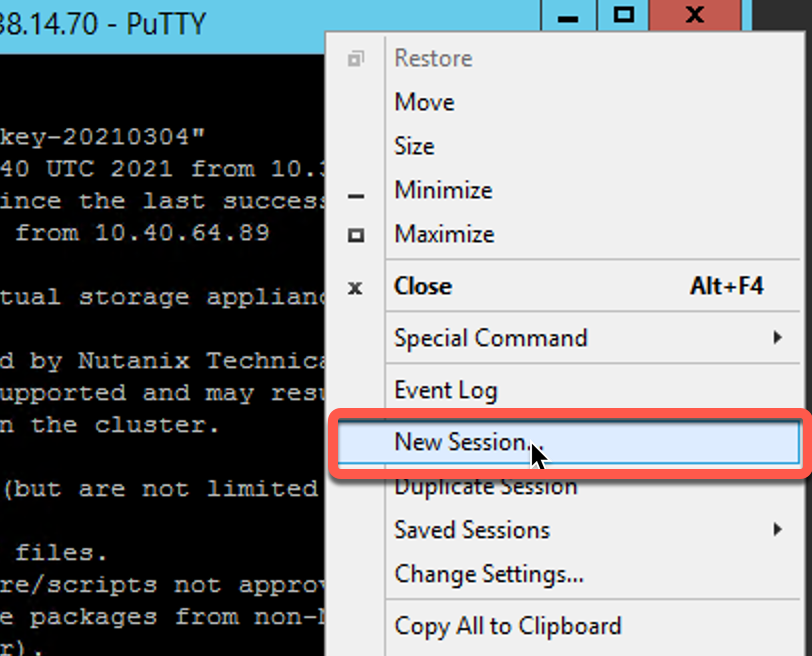 38.14.70 - PuTTY
key-20210304"
40 UTC 2021 from 10.3
ince the last success
from 10.40.64.89
tual storage applianc
d by Nutanix Technica
upported and may resu
n the cluster.
(but are not limited
files.
re/scripts not approv
e packages from non-N
r).
Restore
Move
Size
Minimize
Maximize
Close Alt+F4
Special Command
Event Log
New Session...
Duplicate Session
Saved Sessions
Change Settings...
Copy All to Clipboard